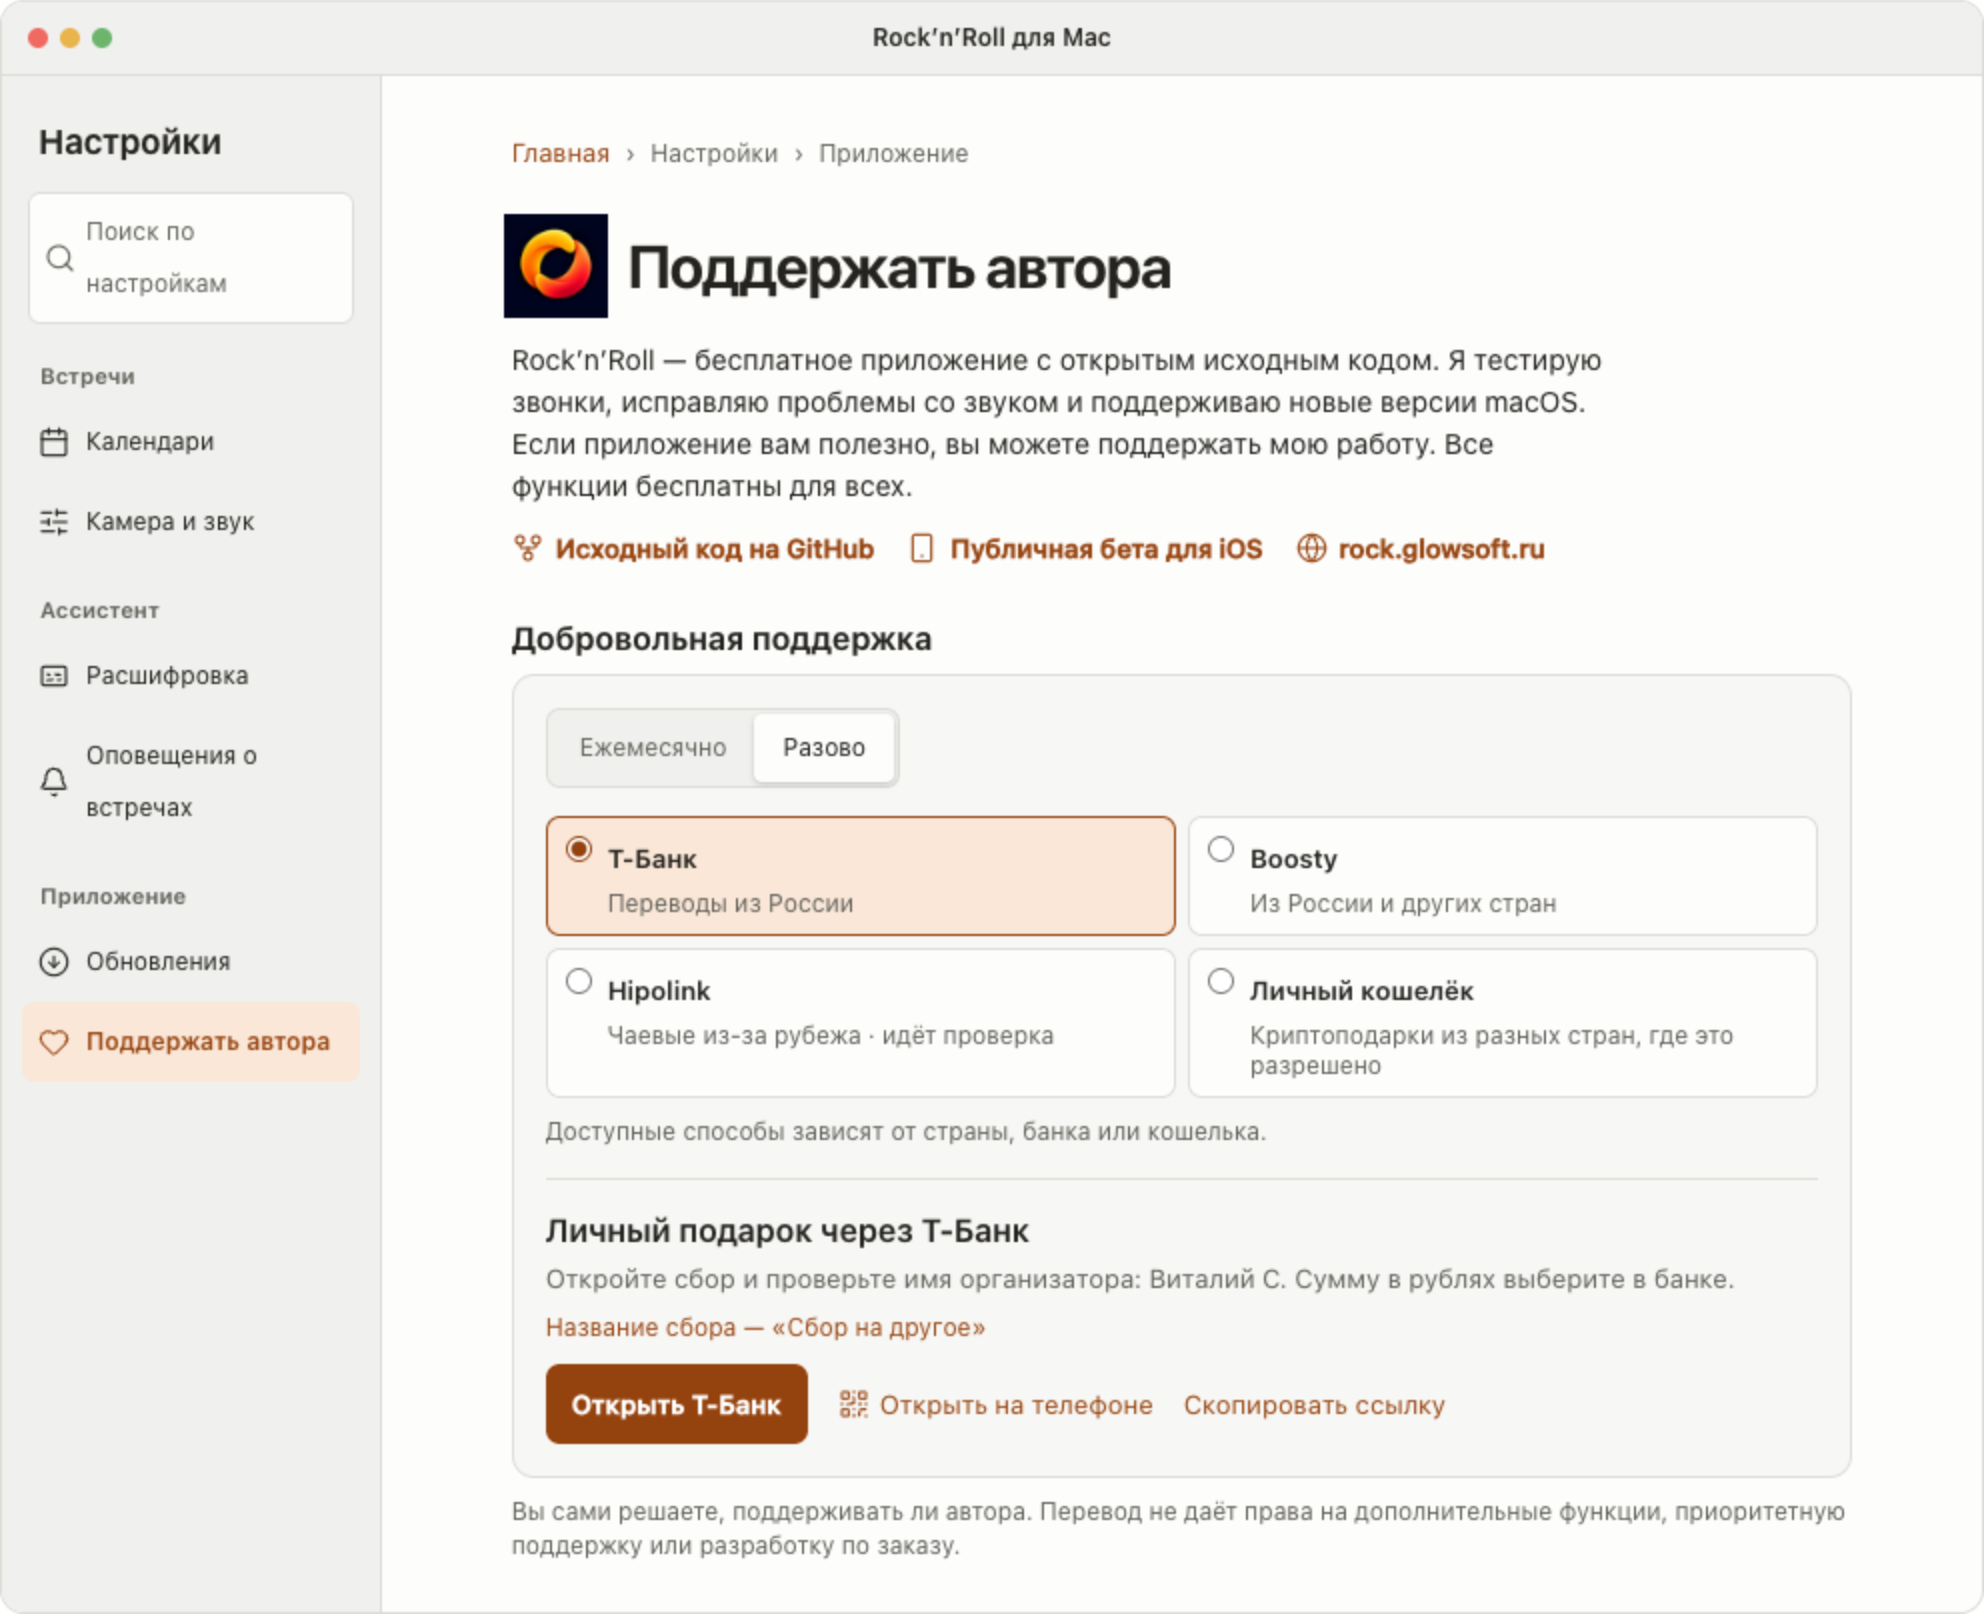 Rock’n’Roll для Mac
Настройки
Поиск по
настройкам
Встречи
Календари
Камера и звук
Ассистент
Расшифровка
Оповещения о
встречах
Приложение
Обновления
Поддержать автора
Главная › Настройки › Приложение
Поддержать автора
Rock’n’Roll — бесплатное приложение с открытым исходным кодом. Я тестирую
звонки, исправляю проблемы со звуком и поддерживаю новые версии macOS.
Если приложение вам полезно, вы можете поддержать мою работу. Все
функции бесплатны для всех.
Исходный код на GitHub Публичная бета для iOS rock.glowsoft.ru
Добровольная поддержка
Ежемесячно Разово
Т-Банк
Переводы из России
Boosty
Из России и других стран
Hipolink
Чаевые из-за рубежа · идёт проверка
Личный кошелёк
Криптоподарки из разных стран, где это
разрешено
Доступные способы зависят от страны, банка или кошелька.
Личный подарок через Т-Банк
Откройте сбор и проверьте имя организатора: Виталий С. Сумму в рублях выберите в банке.
Название сбора — «Сбор на другое»
Открыть Т-Банк Открыть на телефоне Скопировать ссылку
Вы сами решаете, поддерживать ли автора. Перевод не даёт права на дополнительные функции, приоритетную
поддержку или разработку по заказу.